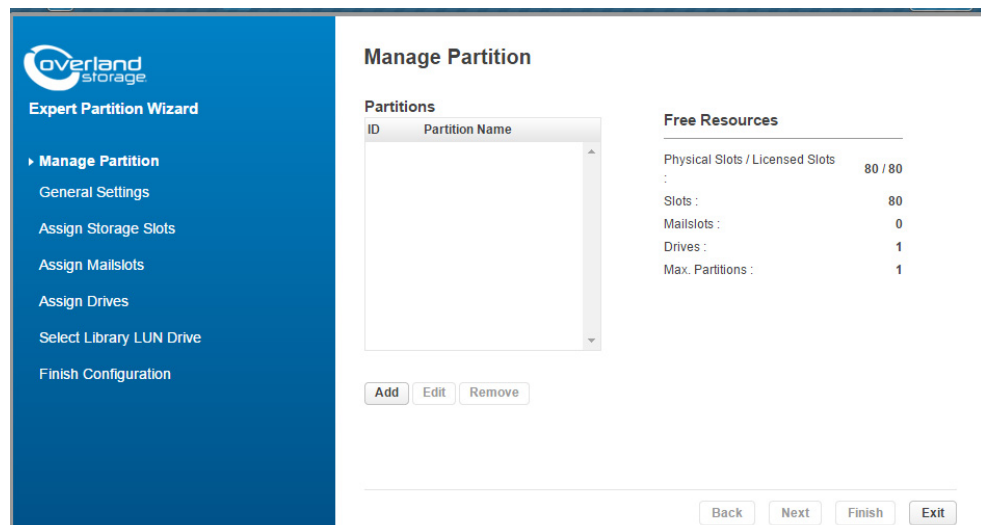 overland
storage
Expert Partition Wizard
Manage Partition
General Settings
Assign Storage Slots
Assign Mailslots
Assign Drives
Select Library LUN Drive
Finish Configuration
Manage Partition
Partitions
ID Partition Name
Add Edit Remove
Free Resources
Physical Slots / Licensed Slots
: 80 / 80
Slots : 80
Mailslots : 0
Drives : 1
Max. Partitions : 1
Back Next Finish Exit